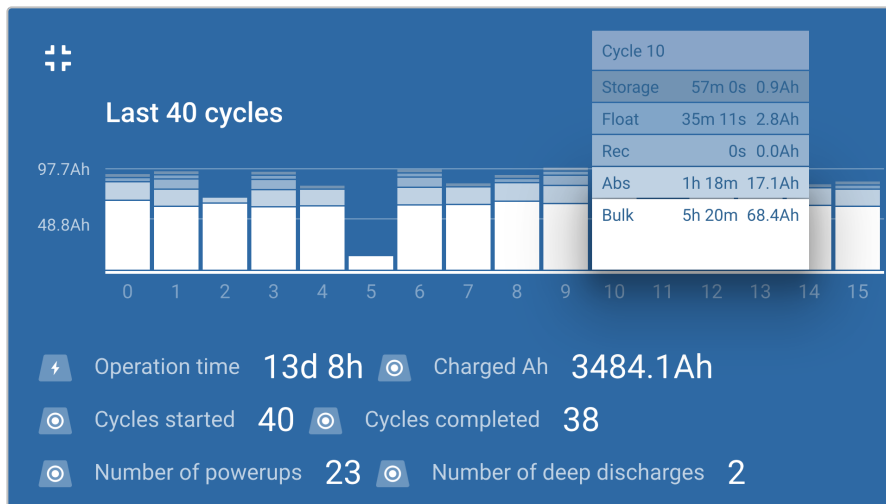 Cycle 10
Storage 57m 0s 0.9Ah
Float 35m 11s 2.8Ah
Rec 0s 0.0Ah
Abs 1h 18m 17.1Ah
Bulk 5h 20m 68.4Ah
Last 40 cycles
97.7Ah
48.8Ah
0 1 2 3 4 5 6 7 8 9 10 11 12 13 14 15
Operation time 13d 8h Charged Ah 3484.1Ah
Cycles started 40 Cycles completed 38
Number of powerups 23 Number of deep discharges 2